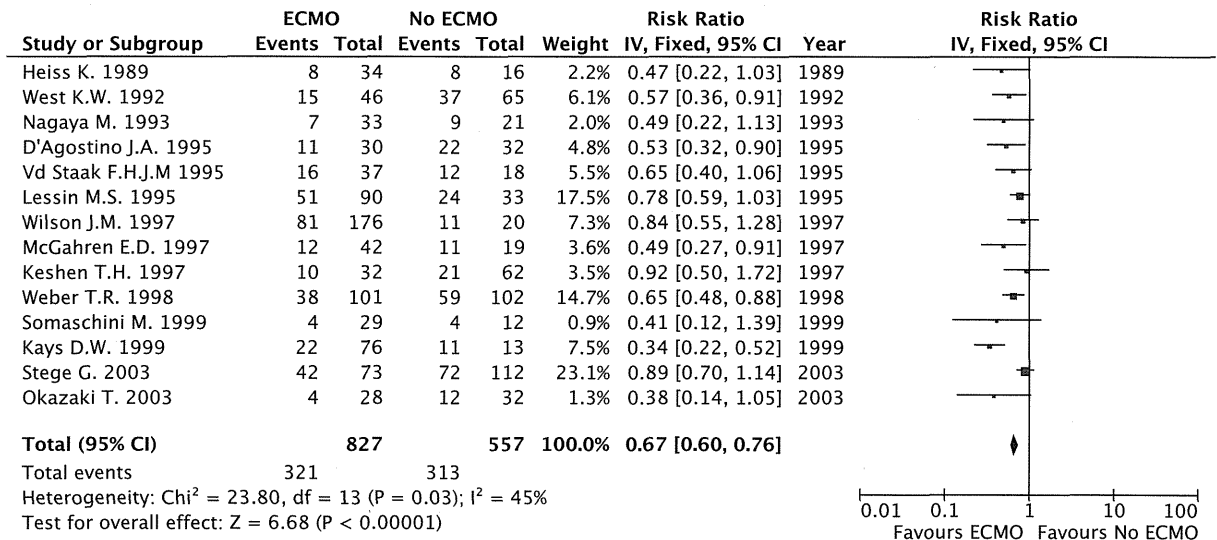 ECMO No ECMO Risk Ratio Risk Ratio
Study or Subgroup Events Total Events Total Weight IV, Fixed, 95% CI Year IV, Fixed, 95% CI
Heiss K. 1989 8 34 8 16 2.2% 0.47 [0.22, 1.03] 1989
West K.W. 1992 15 46 37 65 6.1% 0.57 [0.36, 0.91] 1992
Nagaya M. 1993 7 33 9 21 2.0% 0.49 [0.22, 1.13] 1993
D'Agostino J.A. 1995 11 30 22 32 4.8% 0.53 [0.32, 0.90] 1995
Vd Staak F.H.J.M 1995 16 37 12 18 5.5% 0.65 [0.40, 1.06] 1995
Lessin M.S. 1995 51 90 24 33 17.5% 0.78 [0.59, 1.03] 1995
Wilson J.M. 1997 81 176 11 20 7.3% 0.84 [0.55, 1.28] 1997
McGahren E.D. 1997 12 42 11 19 3.6% 0.49 [0.27, 0.91] 1997
Keshen T.H. 1997 10 32 21 62 3.5% 0.92 [0.50, 1.72] 1997
Weber T.R. 1998 38 101 59 102 14.7% 0.65 [0.48, 0.88] 1998
Somaschini M. 1999 4 29 4 12 0.9% 0.41 [0.12, 1.39] 1999
Kays D.W. 1999 22 76 11 13 7.5% 0.34 [0.22, 0.52] 1999
Stege G. 2003 42 73 72 112 23.1% 0.89 [0.70, 1.14] 2003
Okazaki T. 2003 4 28 12 32 1.3% 0.38 [0.14, 1.05] 2003
Total (95% CI) 827 557 100.0% 0.67 [0.60, 0.76]
Total events 321 313
Heterogeneity: Chi² = 23.80, df = 13 (P = 0.03); I² = 45%
Test for overall effect: Z = 6.68 (P < 0.00001)
0.01 0.1 1 10 100
Favours ECMO Favours No ECMO